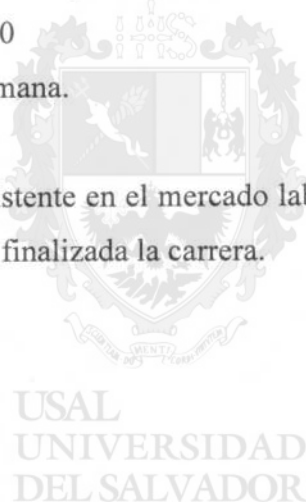 0
mana.
stente en el mercado lab
finalizada la carrera.
USAL
UNIVERSIDAD
DEL SALVADOR